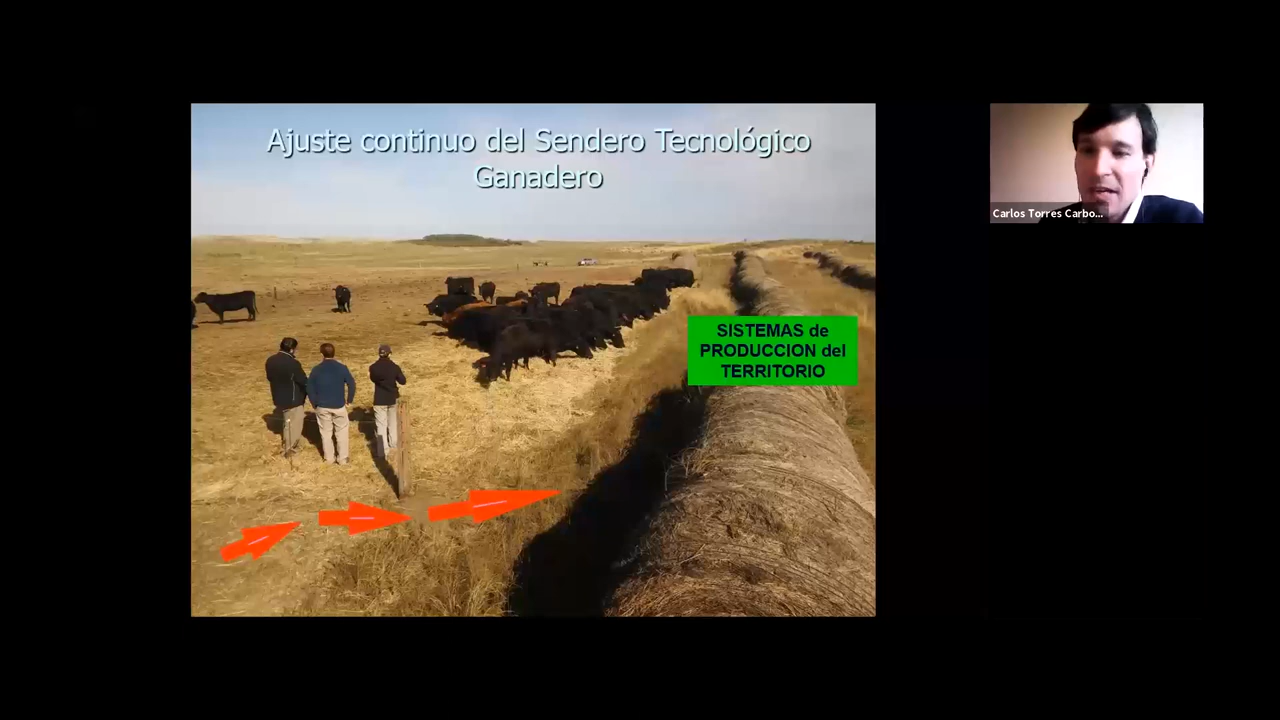 Ajuste continuo del Sendero Tecnológico
Ganadero
SISTEMAS de
PRODUCCION del
TERRITORIO
Carlos Torres Carbo...